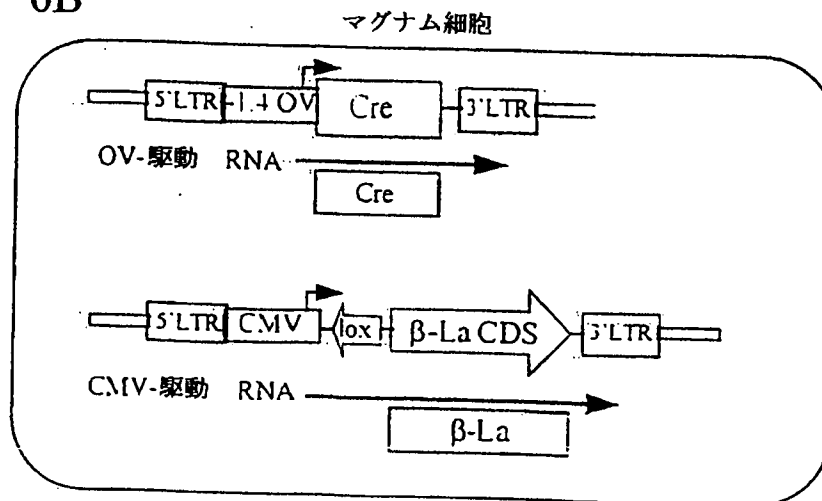 6B
マグナム細胞
5'LTR -1.4 OV Cre 3'LTR
OV-駆動 RNA
Cre
5'LTR CMV lox β-La CDS 3'LTR
CMV-駆動 RNA
β-La